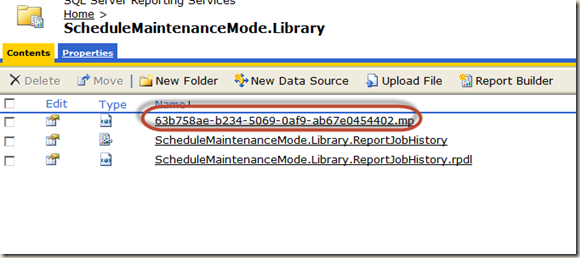 SQL Server Reporting Services
Home >
ScheduleMaintenanceMode.Library
Contents Properties
Delete Move New Folder New Data Source Upload File Report Builder
Edit Type Name
63b758ae-b234-5069-0af9-ab67e0454402.mp
ScheduleMaintenanceMode.Library.ReportJobHistory
ScheduleMaintenanceMode.Library.ReportJobHistory.rpdl